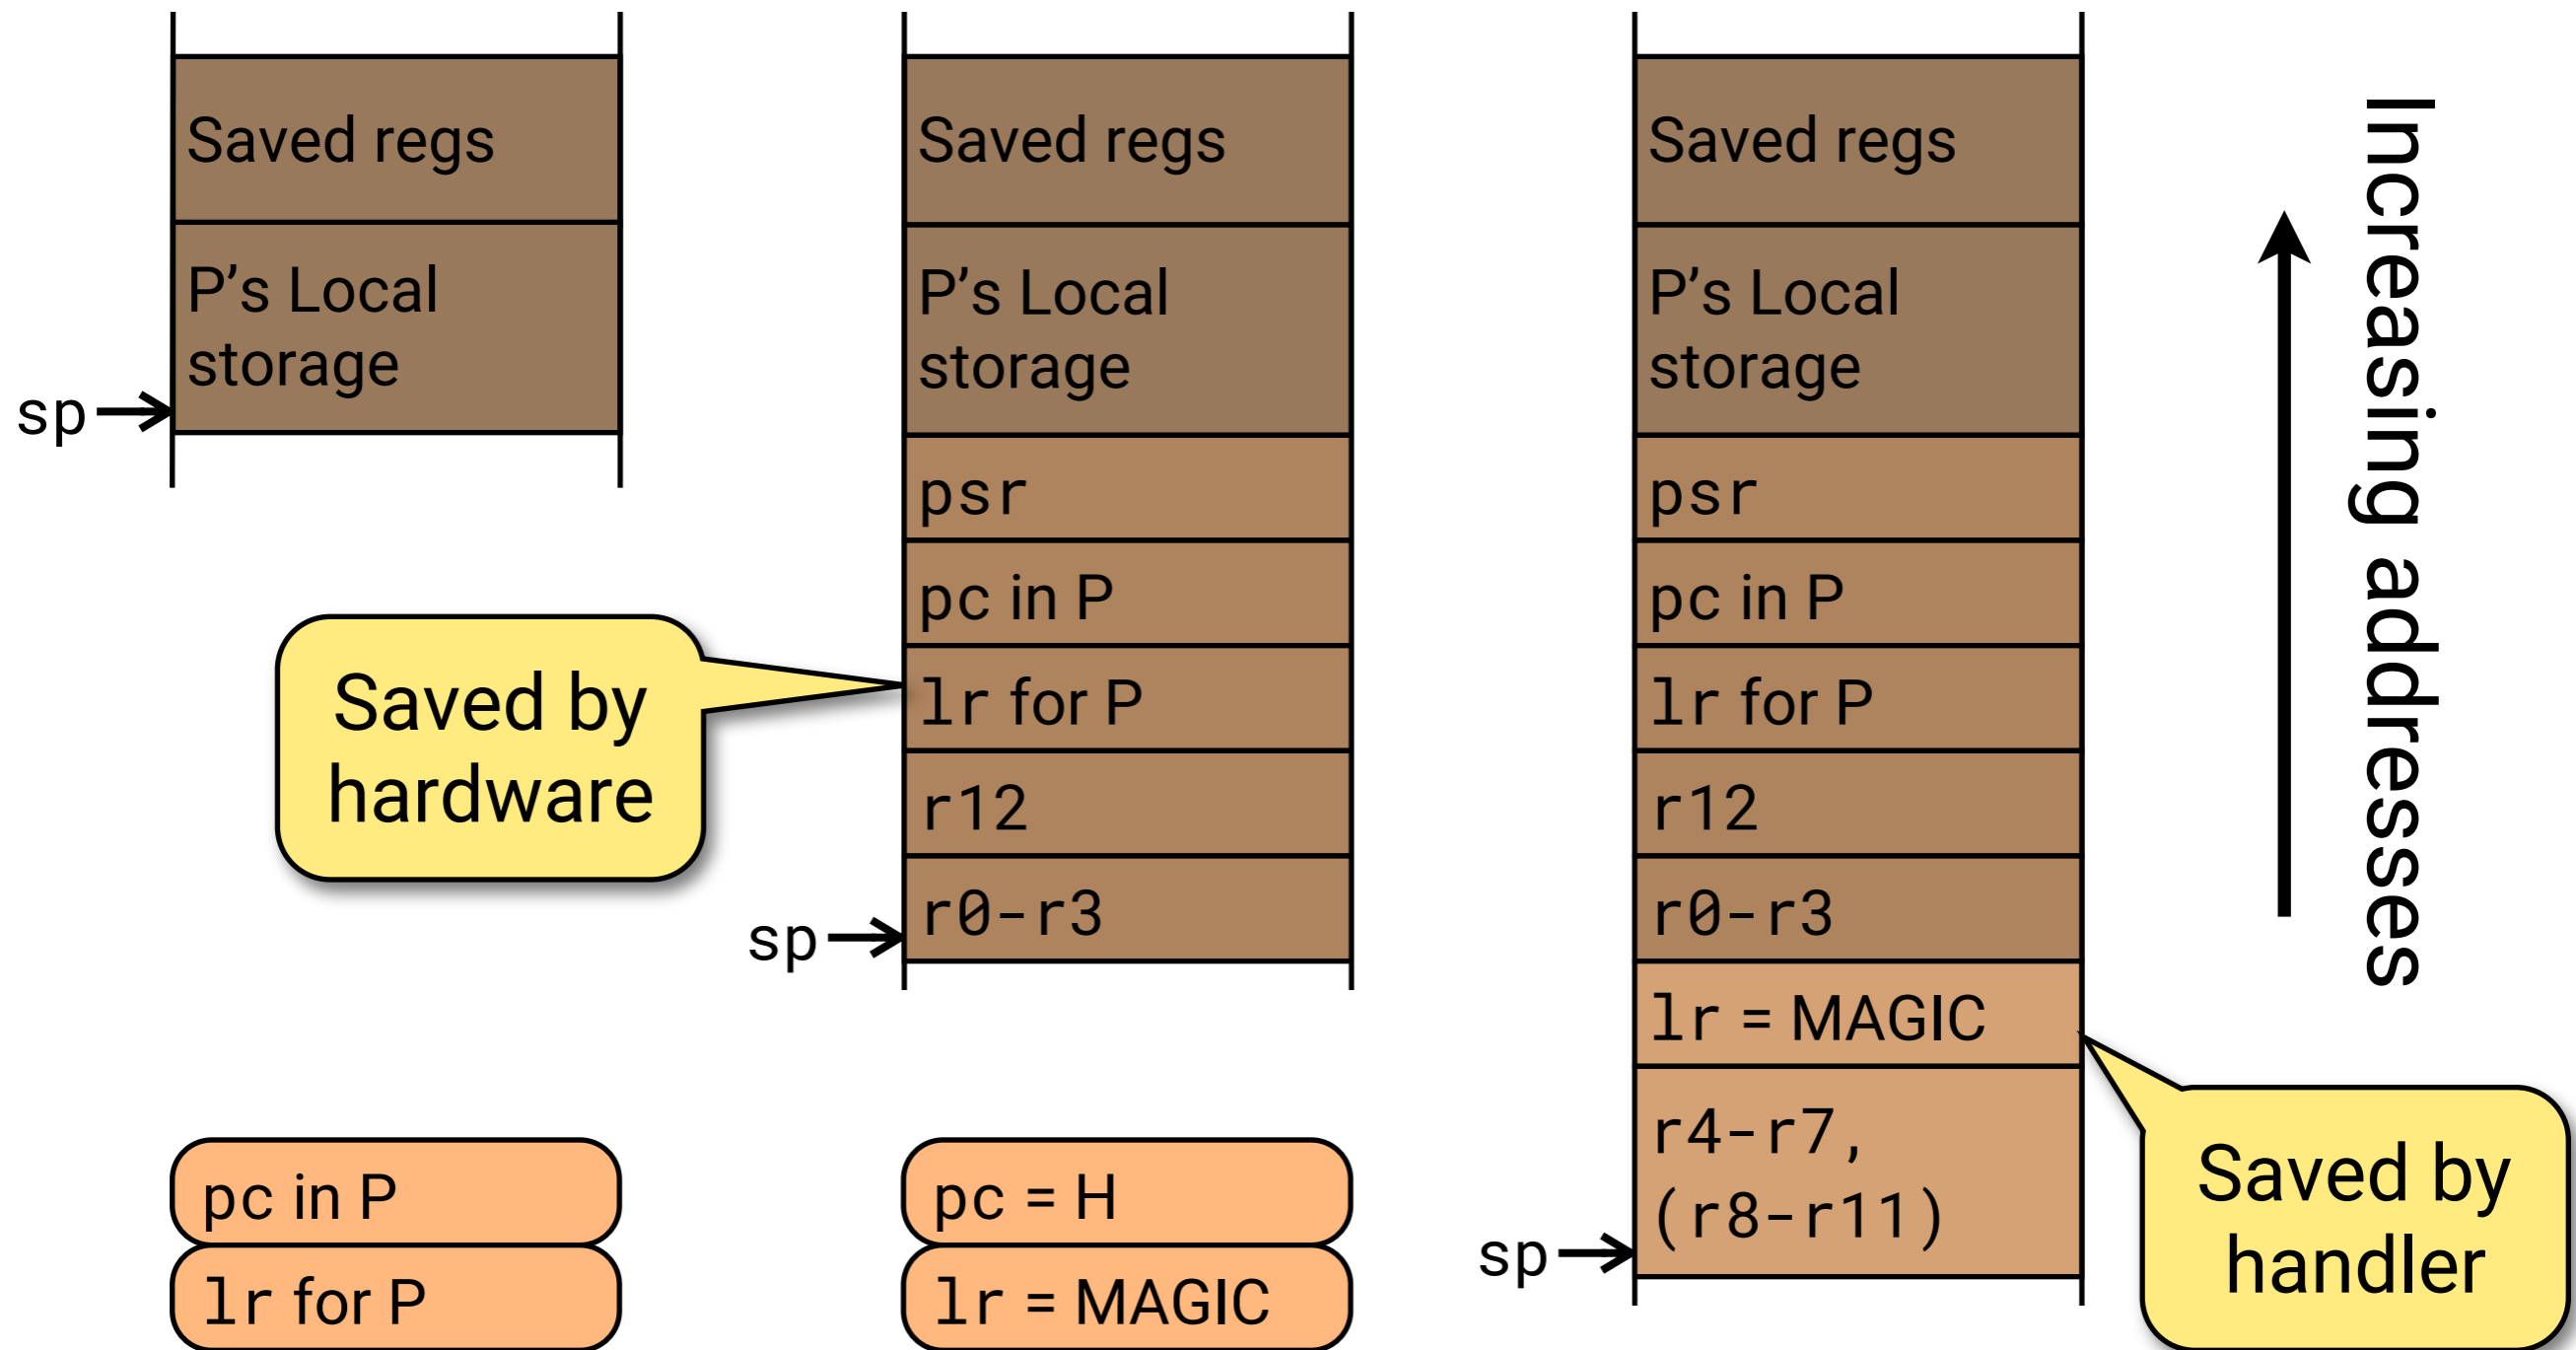 Saved regs
P’s Local
storage
sp
pc in P
lr for P
Saved by
hardware
Saved regs
P’s Local
storage
psr
pc in P
lr for P
r12
r0-r3
sp
pc = H
lr = MAGIC
Saved regs
P’s Local
storage
psr
pc in P
lr for P
r12
r0-r3
lr = MAGIC
r4-r7,
(r8-r11)
sp
Saved by
handler
Increasing addresses